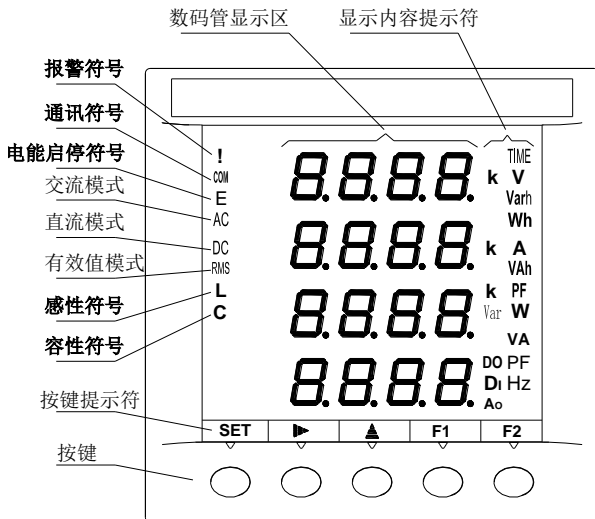 数码管显示区
显示内容提示符
报警符号
通讯符号
电能启停符号
交流模式
直流模式
有效值模式
感性符号
容性符号
按键提示符
按键
!
COM
E
AC
DC
RMS
L
C
8.8.8.8.
8.8.8.8.
8.8.8.8.
8.8.8.8.
TIME
k V
Varh
Wh
k A
VAh
k PF
Var W
VA
DO PF
DI Hz
AO
SET
F1
F2